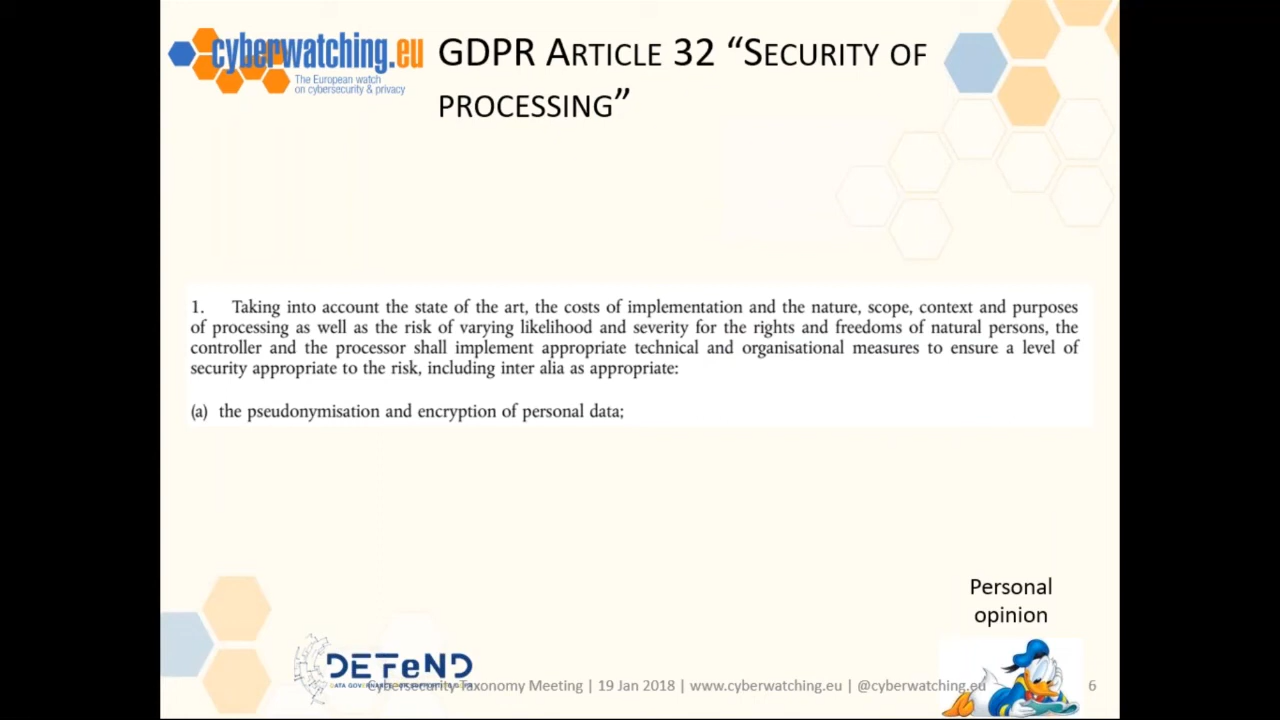 cyberwatching.eu
The European watch
on cybersecurity & privacy
GDPR ARTICLE 32 “SECURITY OF
PROCESSING”
1. Taking into account the state of the art, the costs of implementation and the nature, scope, context and purposes
of processing as well as the risk of varying likelihood and severity for the rights and freedoms of natural persons, the
controller and the processor shall implement appropriate technical and organisational measures to ensure a level of
security appropriate to the risk, including inter alia as appropriate:
(a) the pseudonymisation and encryption of personal data;
Personal
opinion
DEFeND
Cybersecurity Taxonomy Meeting | 19 Jan 2018 | www.cyberwatching.eu | @cyberwatching.eu
6